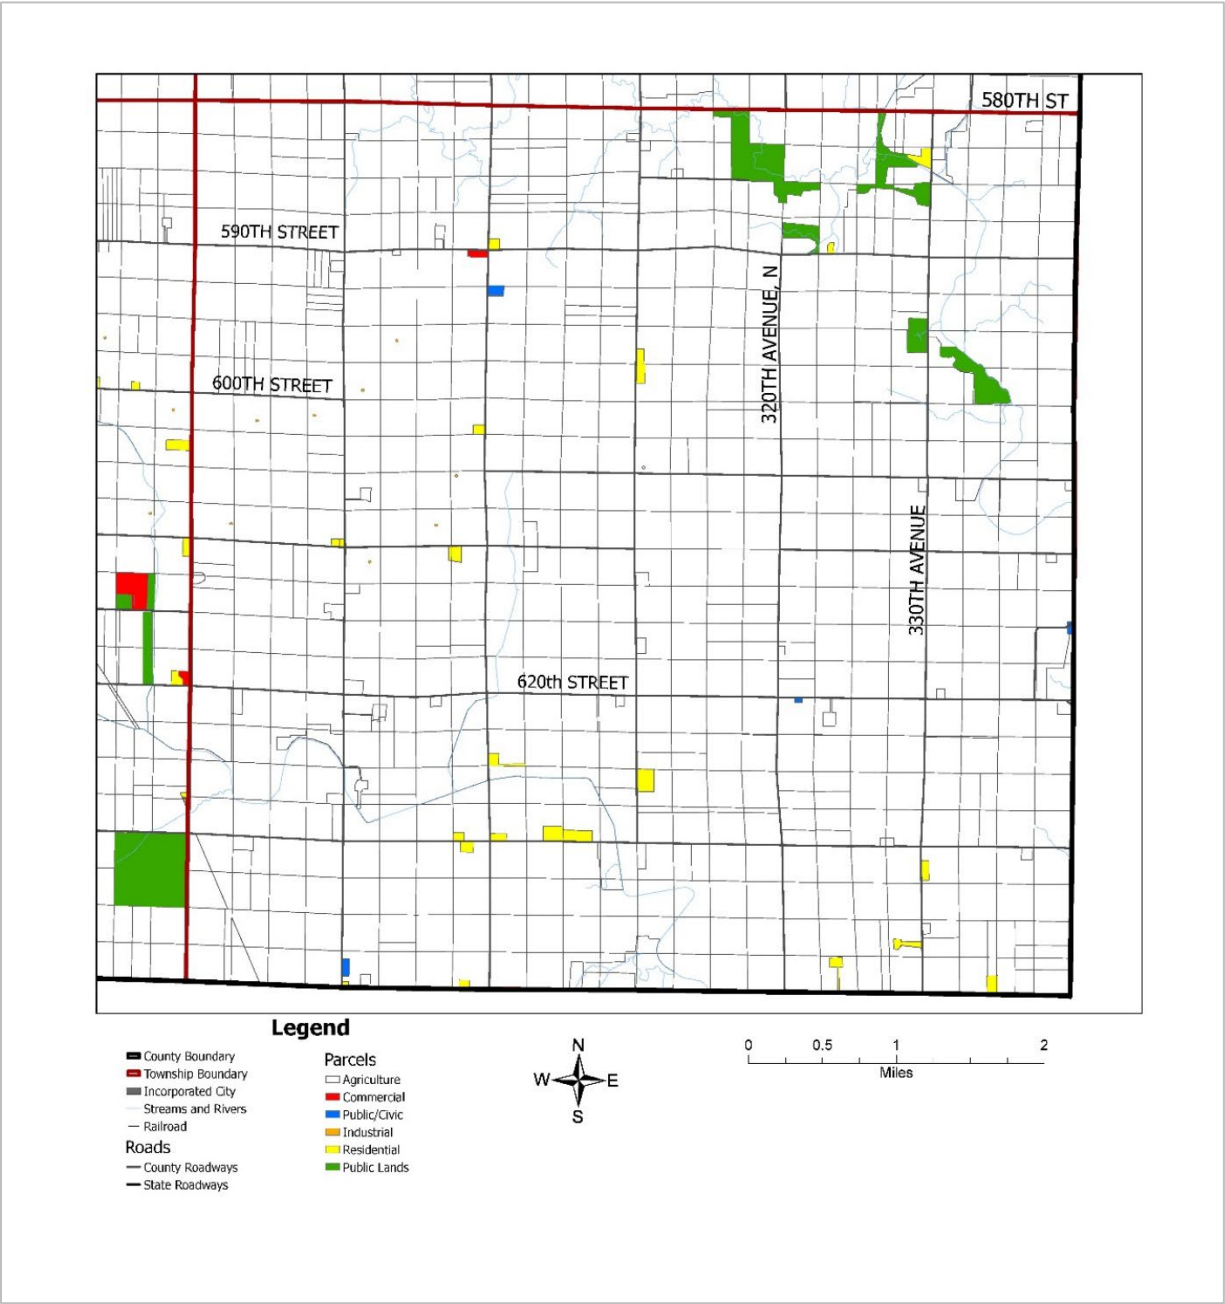 580TH ST
590TH STREET
320TH AVENUE, N
600TH STREET
330TH AVENUE
620th STREET
Legend
County Boundary
Township Boundary
Incorporated City
Streams and Rivers
Railroad
Roads
County Roadways
State Roadways
Parcels
Agriculture
Commercial
Public/Civic
Industrial
Residential
Public Lands
N
W E
S
0 0.5 1 2
Miles